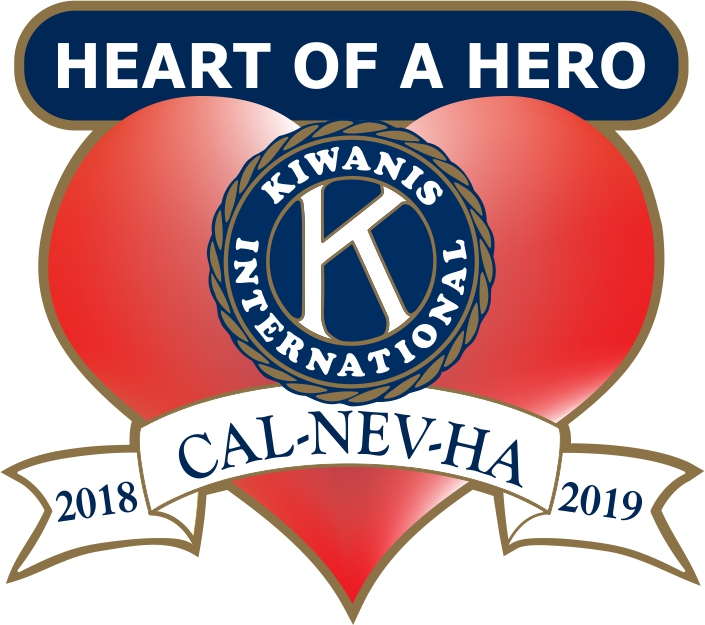 HEART OF A HERO
KIWANIS
K
INTERNATIONAL
CAL-NEV-HA
2018
2019